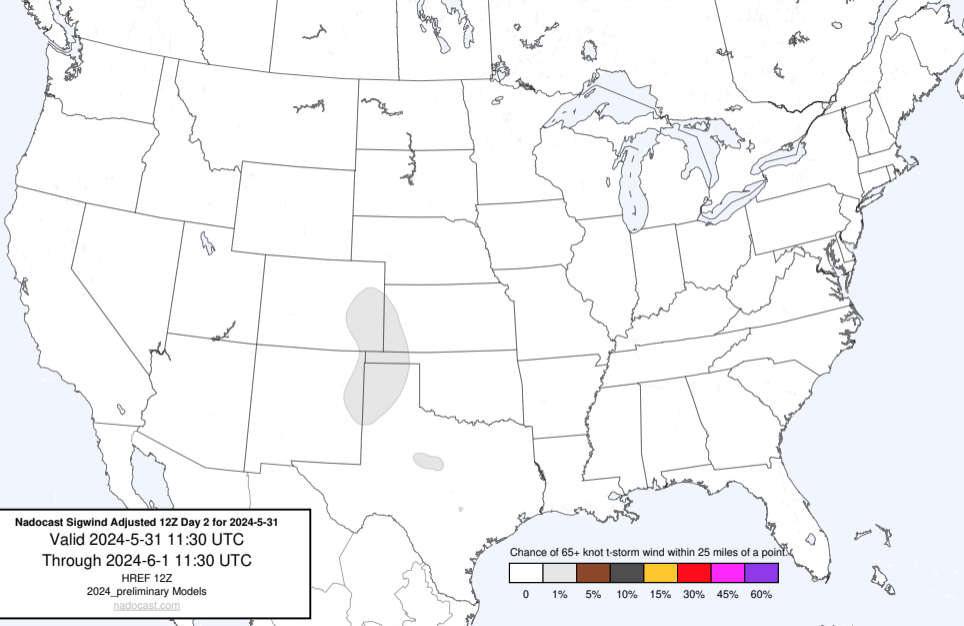 Nadocast Sigwind Adjusted 12Z Day 2 for 2024-5-31
Valid 2024-5-31 11:30 UTC
Through 2024-6-1 11:30 UTC
HREF 12Z
2024_preliminary Models
nadocast.com
Chance of 65+ knot t-storm wind within 25 miles of a point.
0 1% 5% 10% 15% 30% 45% 60%